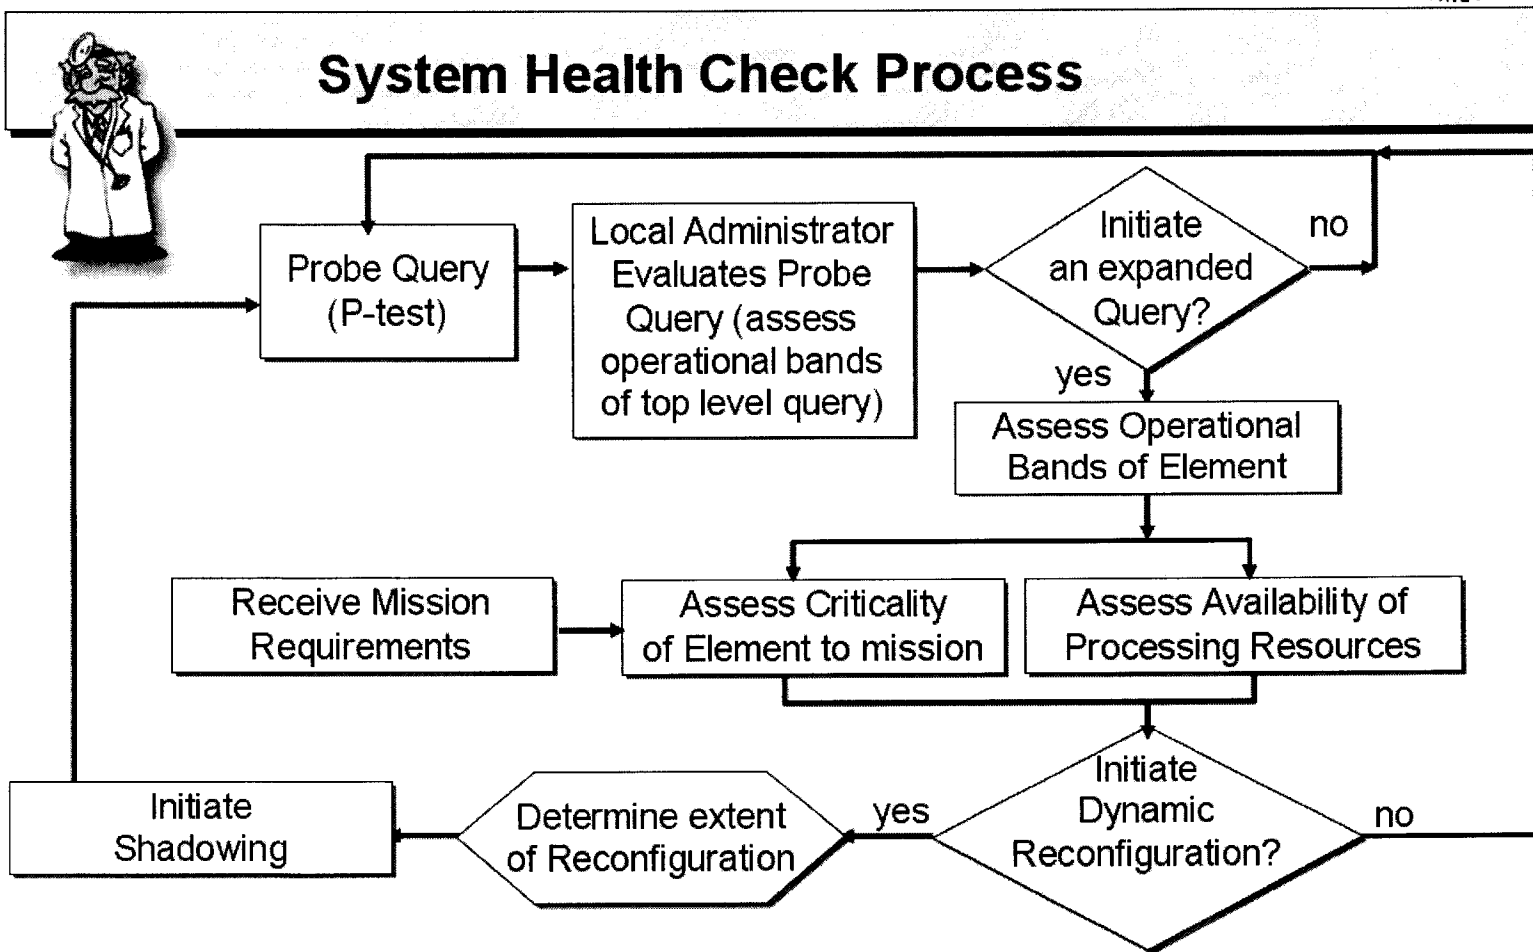 System Health Check Process
Probe Query
(P-test)
Local Administrator
Evaluates Probe
Query (assess
operational bands
of top level query)
Initiate
an expanded
Query?
no
yes
Assess Operational
Bands of Element
Receive Mission
Requirements
Assess Criticality
of Element to mission
Assess Availability of
Processing Resources
Initiate
Dynamic
Reconfiguration?
no
yes
Determine extent
of Reconfiguration
Initiate
Shadowing